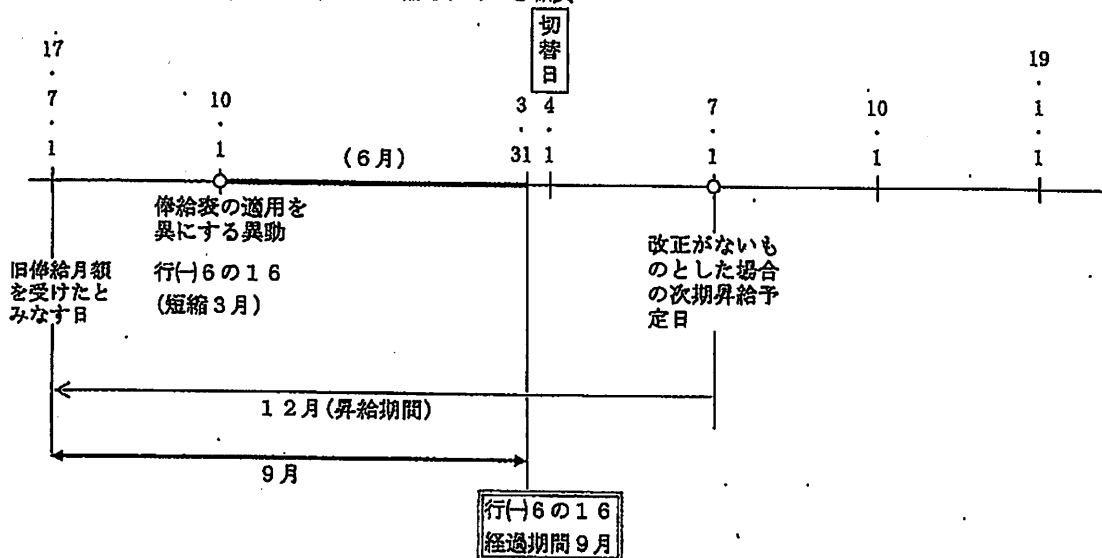 切替日
17・7・1
10・1
3・31
4・1
7・1
10・1
19・1・1
(6月)
俸給表の適用を
異にする異動
行(一)6の16
(短縮3月)
旧俸給月額
を受けたと
みなす日
改正がないも
のとした場合
の次期昇給予
定日
12月(昇給期間)
9月
行(一)6の16
経過期間9月